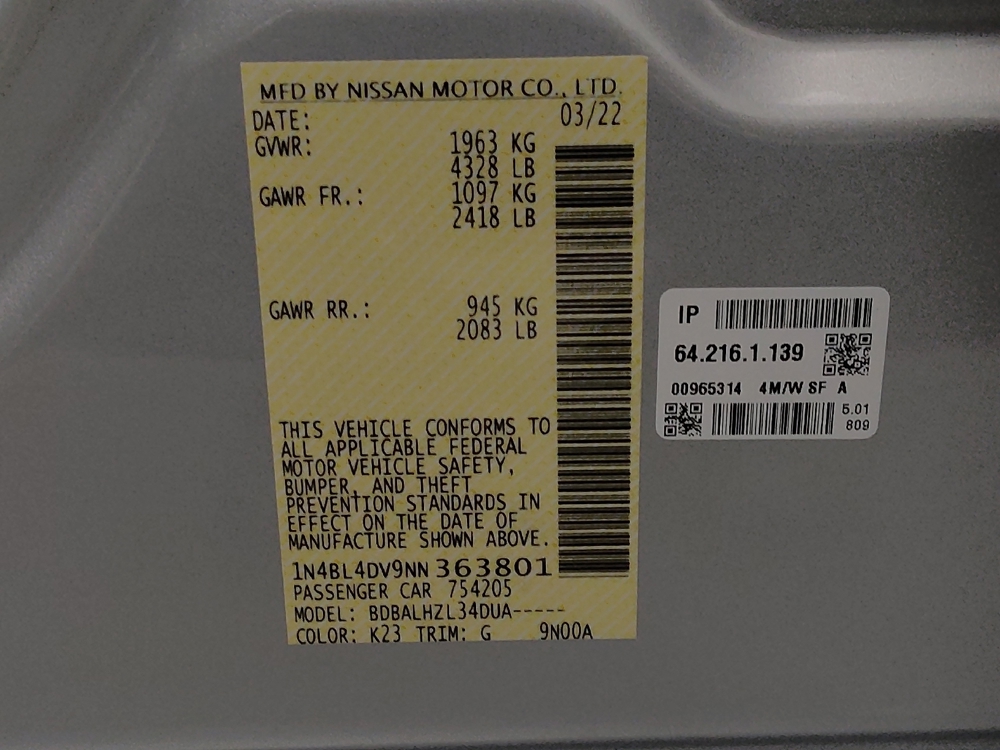 MFD BY NISSAN MOTOR CO., LTD.
DATE: 03/22
GVWR: 1963 KG
4328 LB
GAWR FR.: 1097 KG
2418 LB
GAWR RR.: 945 KG
2083 LB
THIS VEHICLE CONFORMS TO
ALL APPLICABLE FEDERAL
MOTOR VEHICLE SAFETY,
BUMPER, AND THEFT
PREVENTION STANDARDS IN
EFFECT ON THE DATE OF
MANUFACTURE SHOWN ABOVE.
1N4BL4DV9NN363801
PASSENGER CAR 754205
MODEL: BDBALHZL34DUA-----
COLOR: K23 TRIM: G 9N00A
IP
64.216.1.139
00965314 4M/W SF A
5.01
809